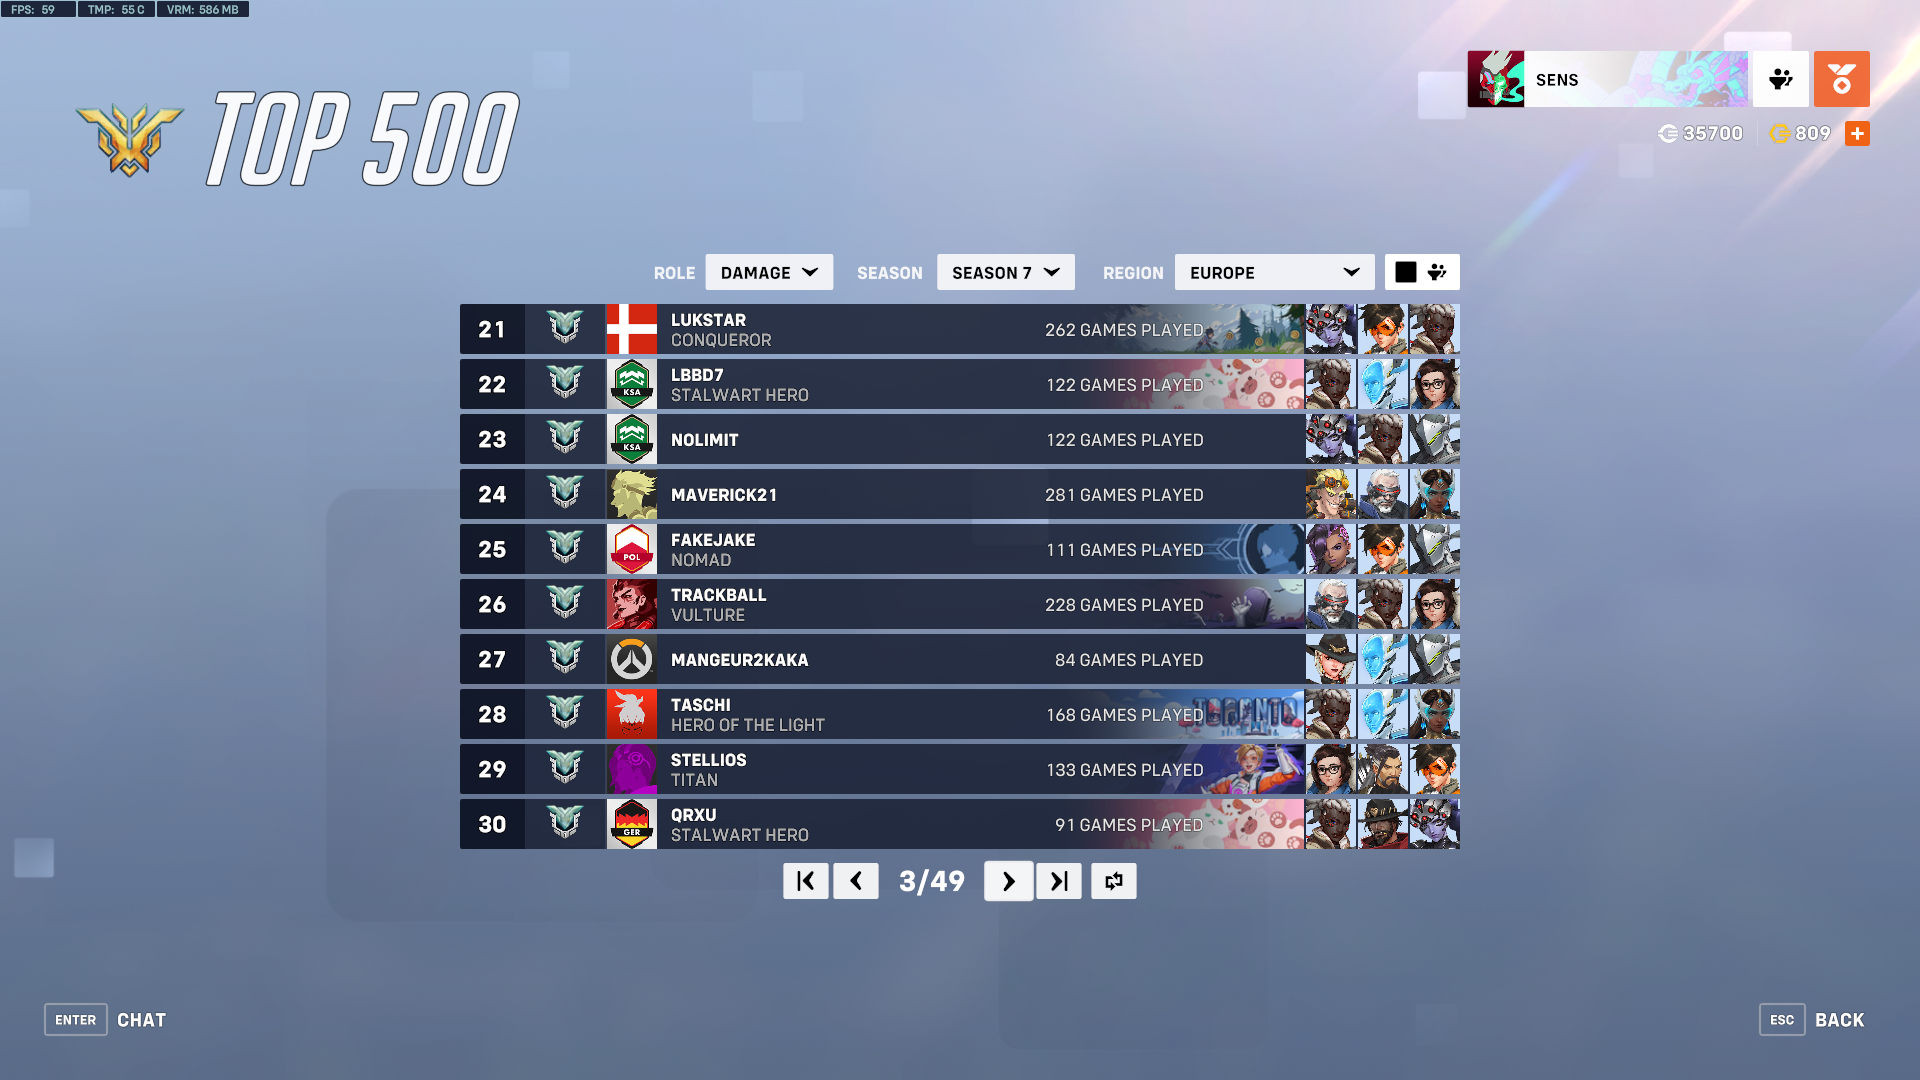 FPS: 59 TMP: 55 C VRM: 586 MB
TOP 500
SENS
35700 809
ROLE DAMAGE SEASON SEASON 7 REGION EUROPE
21 LUKSTAR 262 GAMES PLAYED
CONQUEROR
22 KSA LBBD7 122 GAMES PLAYED
STALWART HERO
23 KSA NOLIMIT 122 GAMES PLAYED
24 MAVERICK21 281 GAMES PLAYED
25 POL FAKEJAKE 111 GAMES PLAYED
NOMAD
26 TRACKBALL 228 GAMES PLAYED
VULTURE
27 MANGEUR2KAKA 84 GAMES PLAYED
28 TASCHI 168 GAMES PLAYED TORONTO
HERO OF THE LIGHT
29 STELLIOS 133 GAMES PLAYED
TITAN
30 GER QRXU 91 GAMES PLAYED
STALWART HERO
3/49
ENTER CHAT
ESC BACK